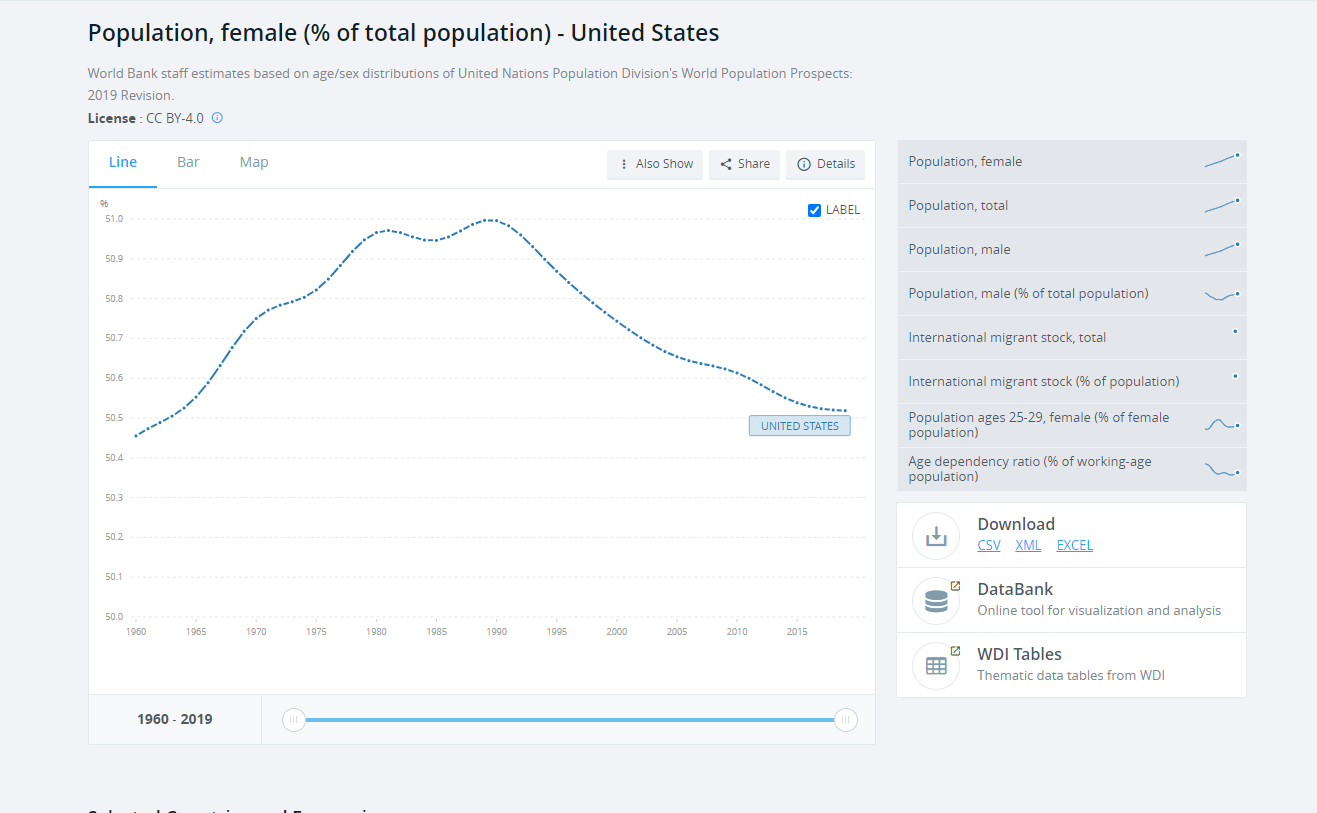 Population, female (% of total population) - United States
World Bank staff estimates based on age/sex distributions of United Nations Population Division's World Population Prospects:
2019 Revision.
License : CC BY-4.0
Line Bar Map
Also Show Share Details
%
LABEL
51.0
50.9
50.8
50.7
50.6
50.5
50.4
50.3
50.2
50.1
50.0
UNITED STATES
1960 1965 1970 1975 1980 1985 1990 1995 2000 2005 2010 2015
1960 - 2019
Population, female
Population, total
Population, male
Population, male (% of total population)
International migrant stock, total
International migrant stock (% of population)
Population ages 25-29, female (% of female
population)
Age dependency ratio (% of working-age
population)
Download
CSV XML EXCEL
DataBank
Online tool for visualization and analysis
WDI Tables
Thematic data tables from WDI